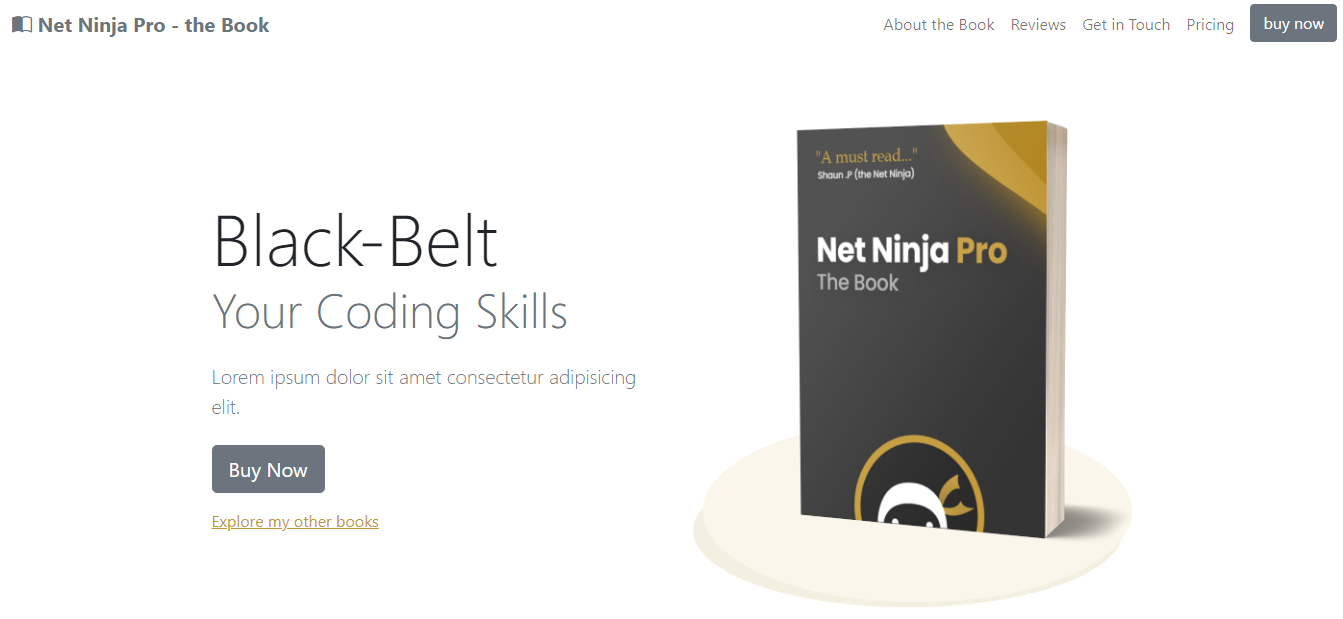 Net Ninja Pro - the Book
About the Book
Reviews
Get in Touch
Pricing
buy now
Black-Belt
Your Coding Skills
Lorem ipsum dolor sit amet consectetur adipisicing
elit.
Buy Now
Explore my other books
"A must read..."
Shaun .P (the Net Ninja)
Net Ninja Pro
The Book